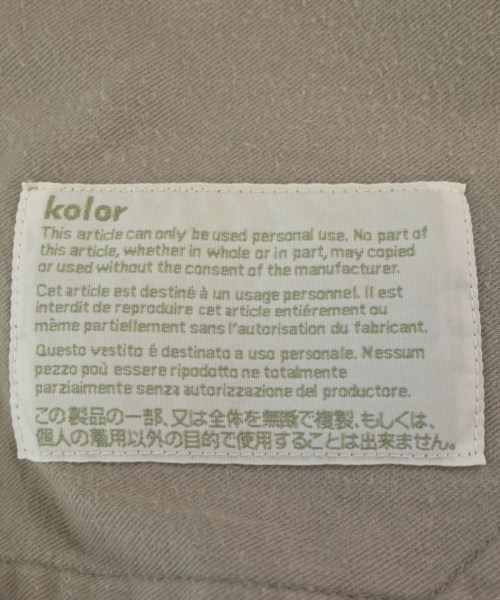 kolor
This article can only be used personal use. No part of
this article, whether in whole or in part, may copied
or used without the consent of the manufacturer.
Cet article est destiné à un usage personnel. Il est
interdit de reproduire cet article entiérement ou
même partiellement sans l'autorisation du fabricant.
Questo vestito é destinato a uso personale. Nessum
pezzo poù essere ripodotto ne totalmente
parziaimente senza autorizzazione del productore.
この製品の一部、又は全体を無断で複製、もしくは、
個人の着用以外の目的で使用することは出来ません。